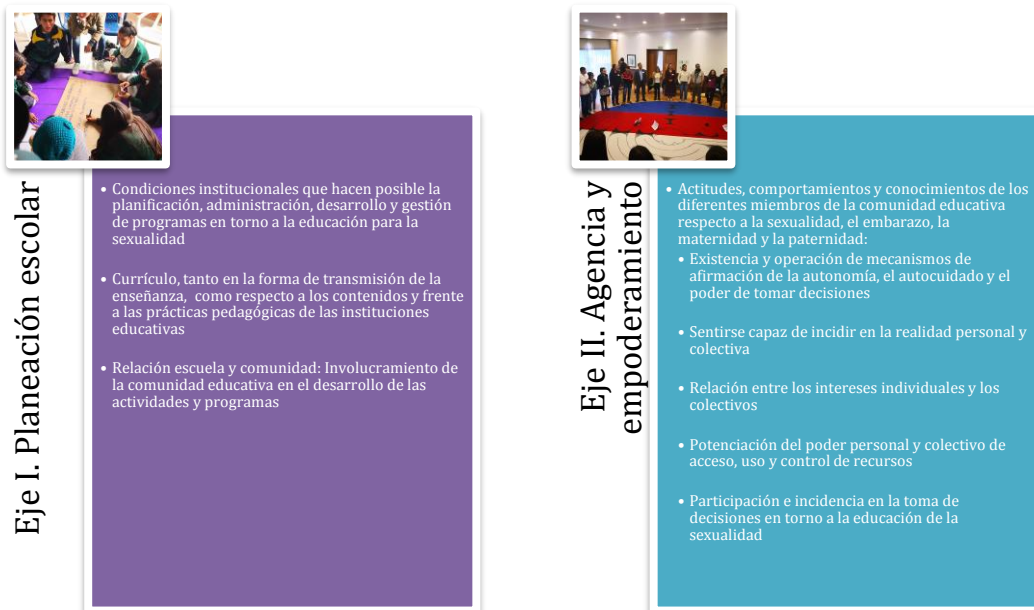 Eje I. Planeación escolar
• Condiciones institucionales que hacen posible la
planificación, administración, desarrollo y gestión
de programas en torno a la educación para la
sexualidad
• Currículo, tanto en la forma de transmisión de la
enseñanza, como respecto a los contenidos y frente
a las prácticas pedagógicas de las instituciones
educativas
• Relación escuela y comunidad: Involucramiento de
la comunidad educativa en el desarrollo de las
actividades y programas
Eje II. Agencia y
empoderamiento
• Actitudes, comportamientos y conocimientos de los
diferentes miembros de la comunidad educativa
respecto a la sexualidad, el embarazo, la
maternidad y la paternidad:
• Existencia y operación de mecanismos de
afirmación de la autonomía, el autocuidado y el
poder de tomar decisiones
• Sentirse capaz de incidir en la realidad personal y
colectiva
• Relación entre los intereses individuales y los
colectivos
• Potenciación del poder personal y colectivo de
acceso, uso y control de recursos
• Participación e incidencia en la toma de
decisiones en torno a la educación de la
sexualidad